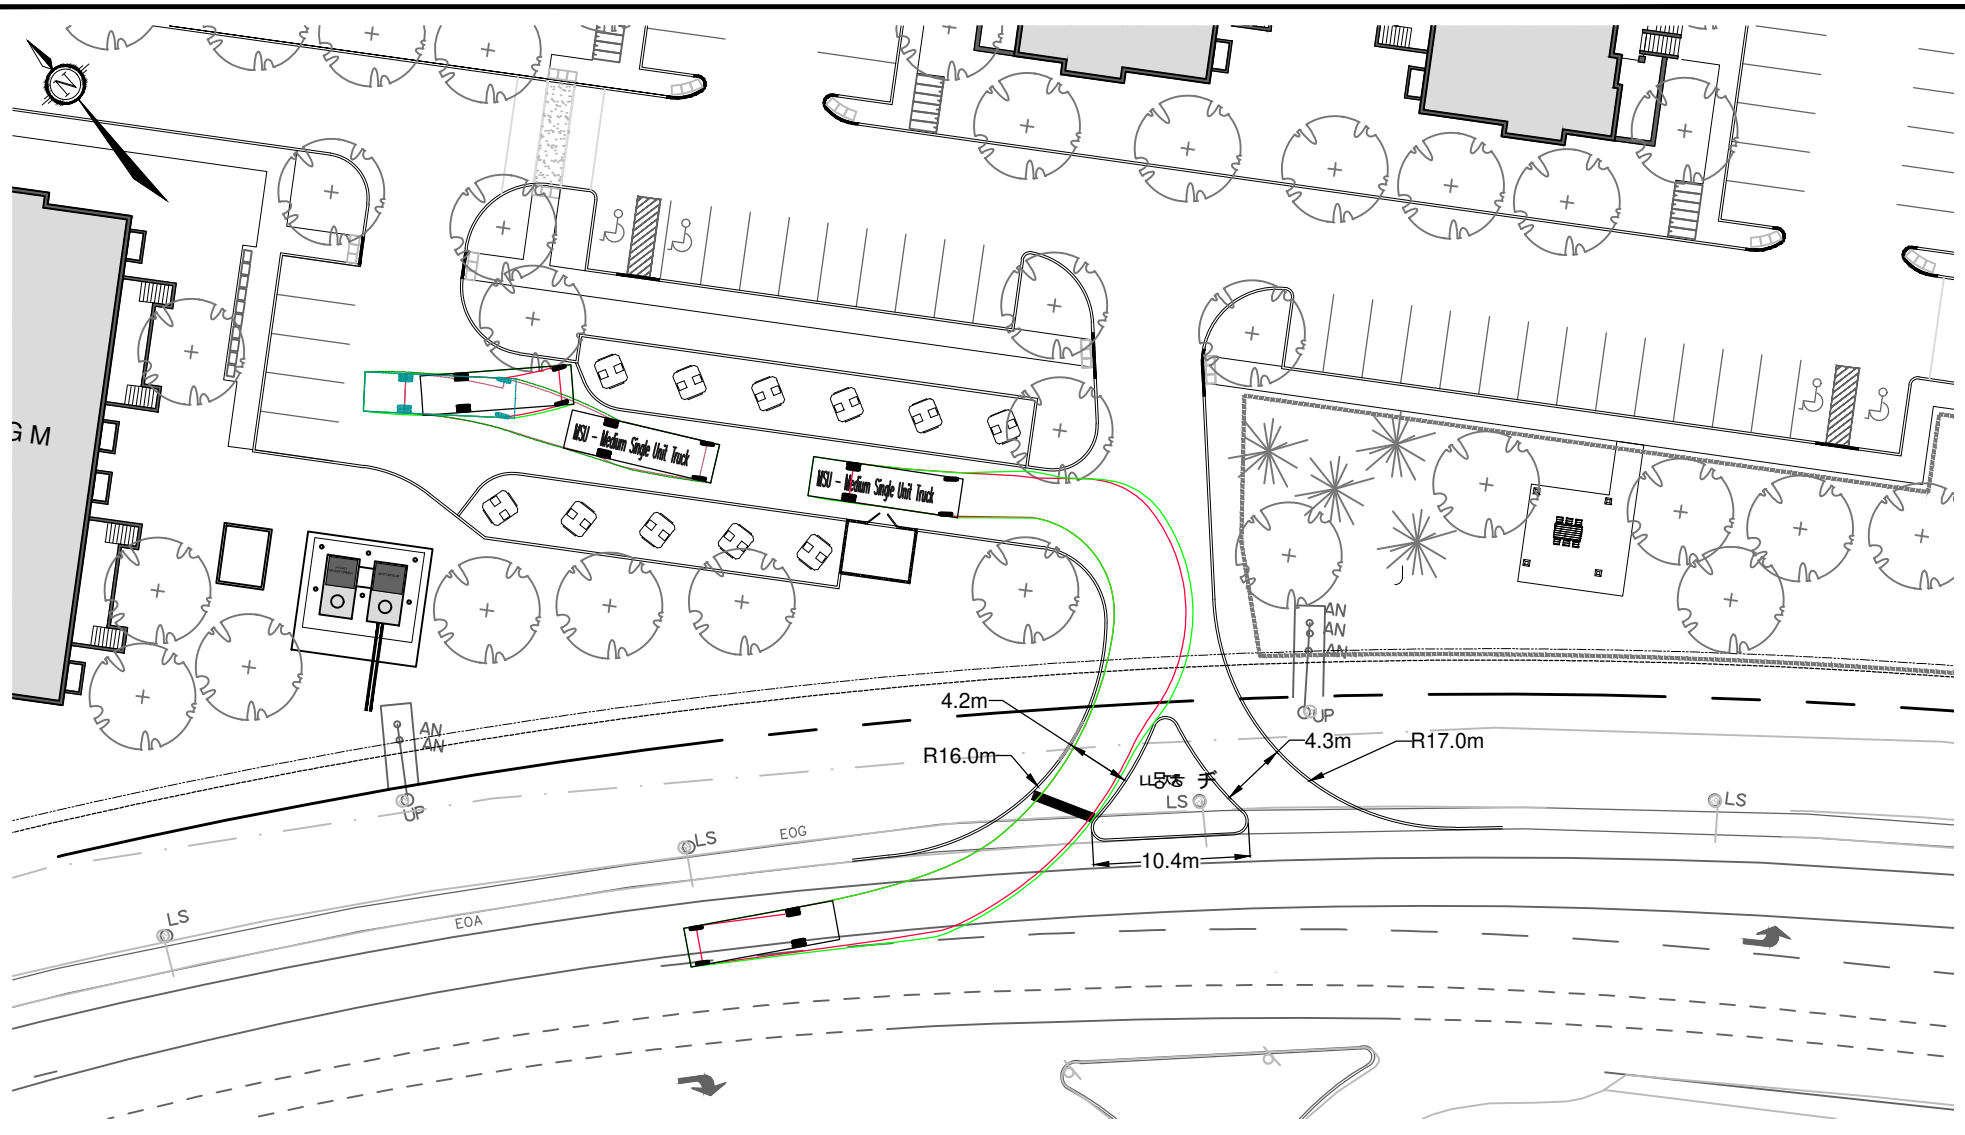 N
G M
MSU - Medium Single Unit Truck
MSU - Medium Single Unit Truck
AN
AN
AN
4.2m
UP
AN
AN
4.3m
R17.0m
R16.0m
UP
LS
LS
LS
EOG
10.4m
LS
EOA